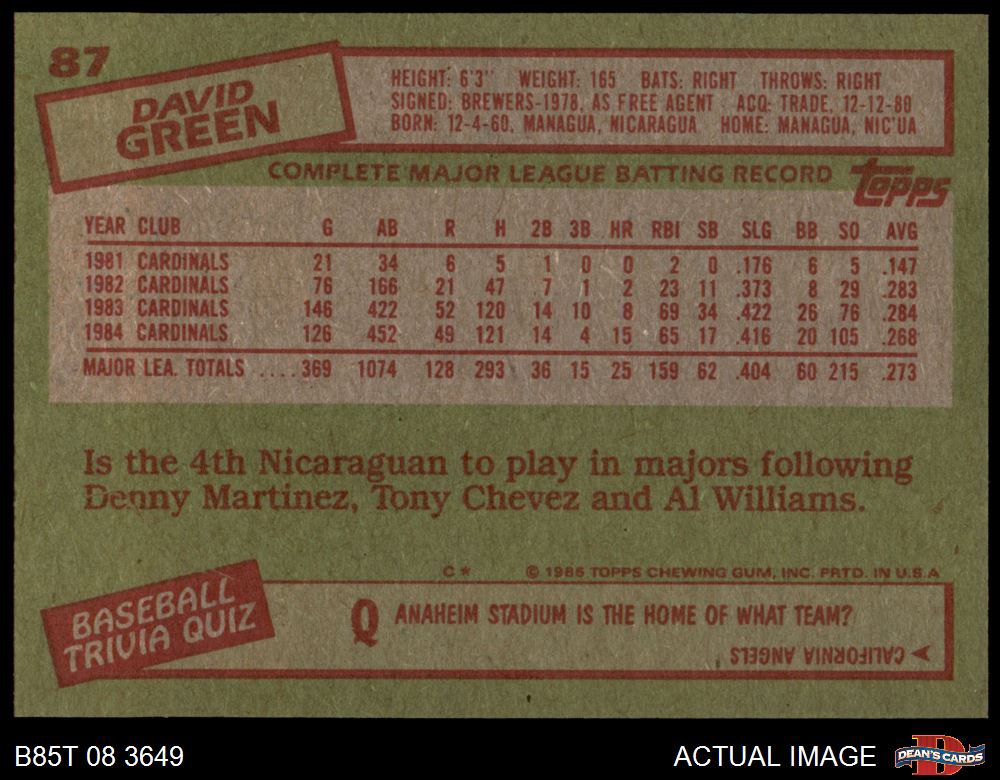 87
DAVID
GREEN
HEIGHT: 6'3" WEIGHT: 165 BATS: RIGHT THROWS: RIGHT
SIGNED: BREWERS-1978, AS FREE AGENT ACQ: TRADE, 12-12-80
BORN: 12-4-60, MANAGUA, NICARAGUA HOME: MANAGUA, NIC'UA
COMPLETE MAJOR LEAGUE BATTING RECORD
topps
YEAR CLUB G AB R H 2B 3B HR RBI SB SLG BB SO AVG
1981 CARDINALS 21 34 6 5 1 0 0 2 0 .176 6 5 .147
1982 CARDINALS 76 166 21 47 7 1 2 23 11 .373 8 29 .283
1983 CARDINALS 146 422 52 120 14 10 8 69 34 .422 26 76 .284
1984 CARDINALS 126 452 49 121 14 4 15 65 17 .416 20 105 .268
MAJOR LEA. TOTALS ....369 1074 128 293 36 15 25 159 62 .404 60 215 .273
Is the 4th Nicaraguan to play in majors following
Denny Martinez, Tony Chevez and Al Williams.
C * © 1985 TOPPS CHEWING GUM, INC. PRTD. IN U.S.A
BASEBALL
TRIVIA QUIZ
Q ANAHEIM STADIUM IS THE HOME OF WHAT TEAM?
CALIFORNIA ANGELS
B85T 08 3649
ACTUAL IMAGE
D
DEAN'S CARDS